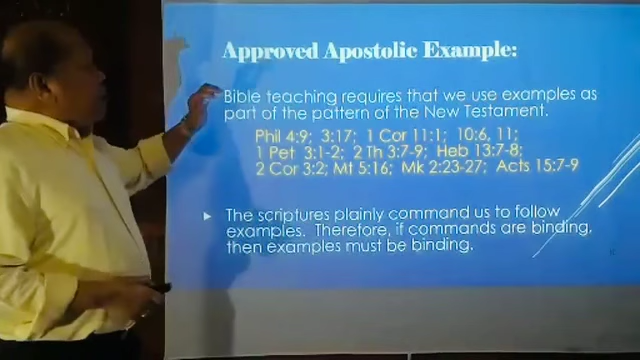 Approved Apostolic Example:
Bible teaching requires that we use examples as
part of the pattern of the New Testament.
Phil 4:9; 3:17; 1 Cor 11:1; 10:6, 11;
1 Pet 3:1-2; 2 Th 3:7-9; Heb 13:7-8;
2 Cor 3:2; Mt 5:16; Mk 2:23-27; Acts 15:7-9
The scriptures plainly command us to follow
examples. Therefore, if commands are binding,
then examples must be binding.